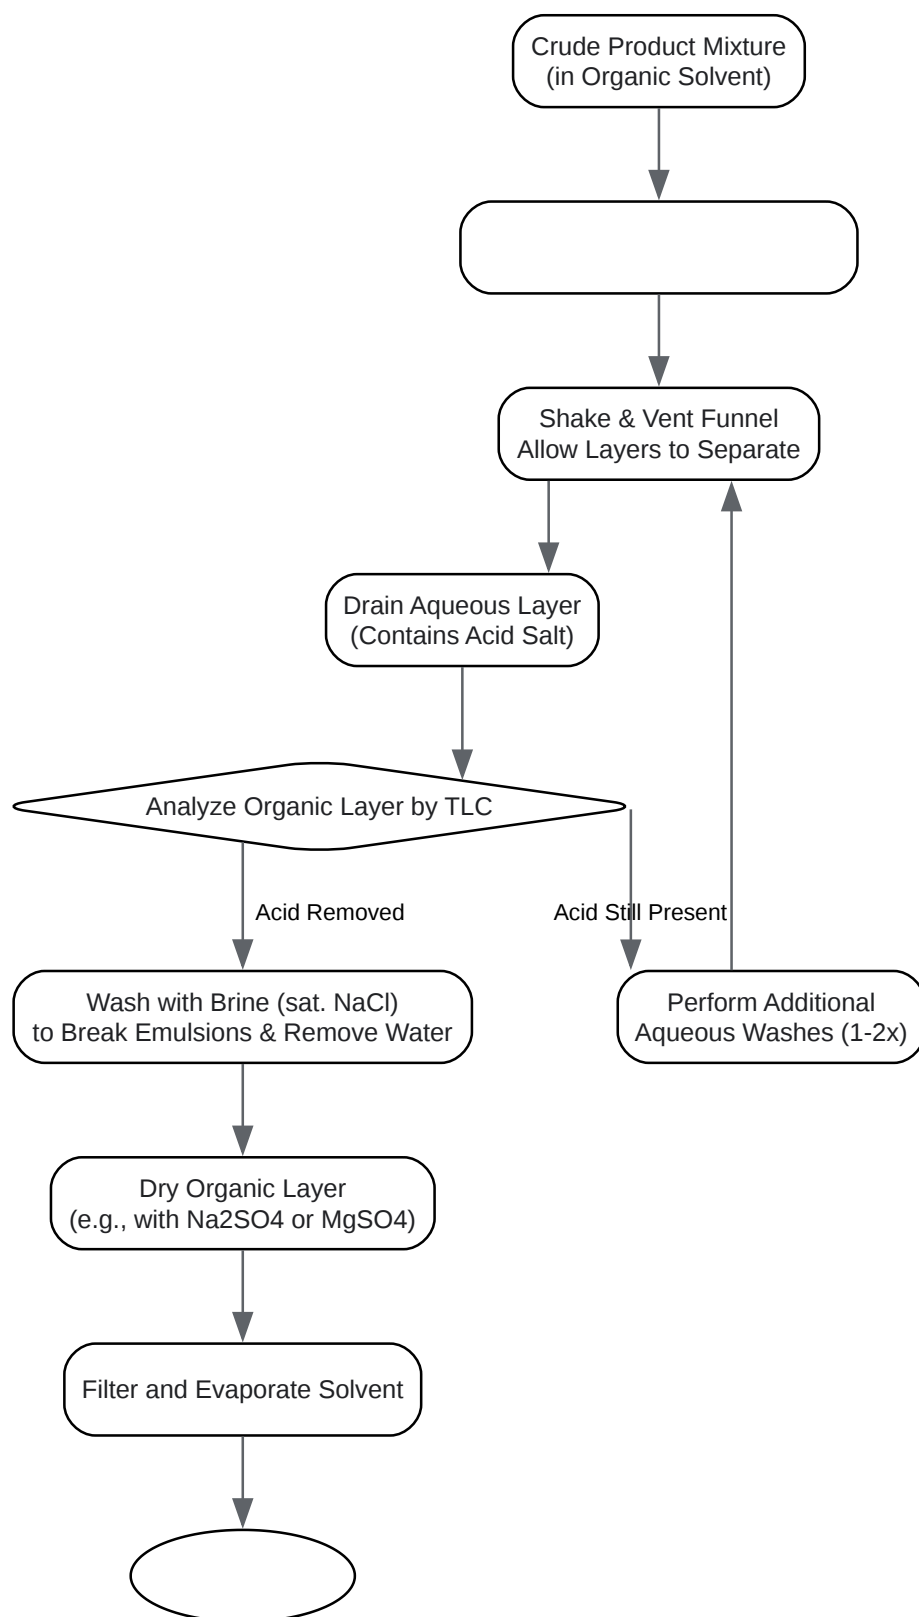 Crude Product Mixture
(in Organic Solvent)
Shake & Vent Funnel
Allow Layers to Separate
Drain Aqueous Layer
(Contains Acid Salt)
Analyze Organic Layer by TLC
Acid Removed
Acid Still Present
Wash with Brine (sat. NaCl)
to Break Emulsions & Remove Water
Perform Additional
Aqueous Washes (1-2x)
Dry Organic Layer
(e.g., with Na2SO4 or MgSO4)
Filter and Evaporate Solvent